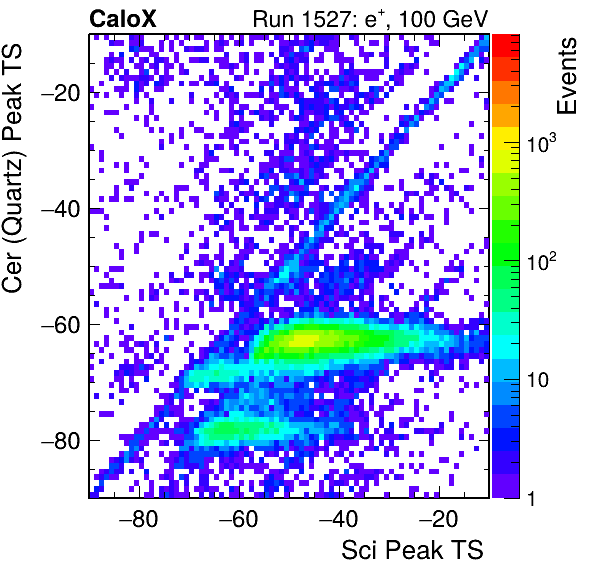 CaloX Run 1527: e⁺, 100 GeV
Cer (Quartz) Peak TS
−20
−40
−60
−80
−80 −60 −40 −20
Sci Peak TS
Events
10³
10²
10
1